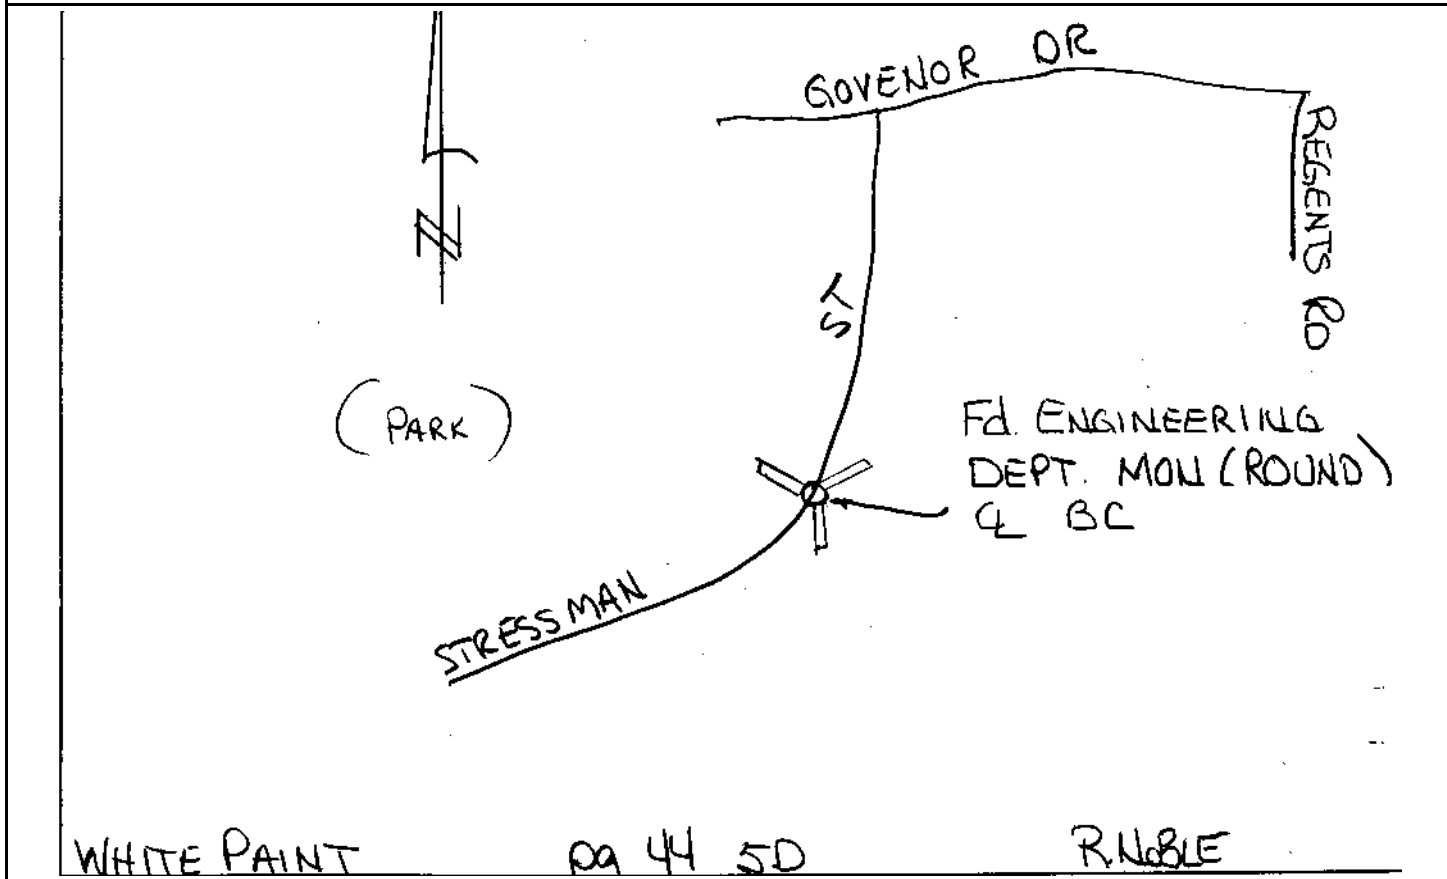 GOVENOR DR
REGENTS RD
N
ST
(PARK)
Fd. ENGINEERING
DEPT. MON (ROUND)
℄ BC
STRESSMAN
WHITE PAINT pg 44 5D R.NOBLE